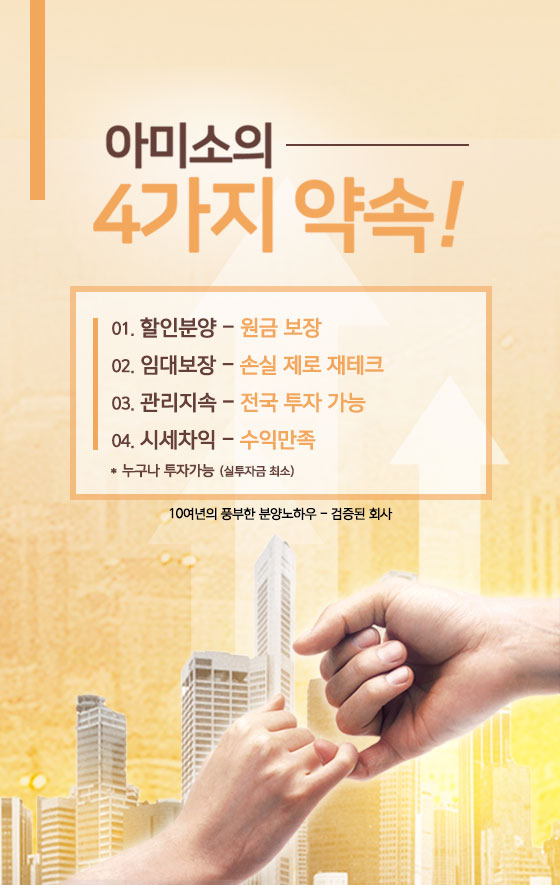 아미소의
4가지 약속!
01. 할인분양 - 원금 보장
02. 임대보장 - 손실 제로 재테크
03. 관리지속 - 전국 투자 가능
04. 시세차익 - 수익만족
* 누구나 투자가능 (실투자금 최소)
10여년의 풍부한 분양노하우 - 검증된 회사